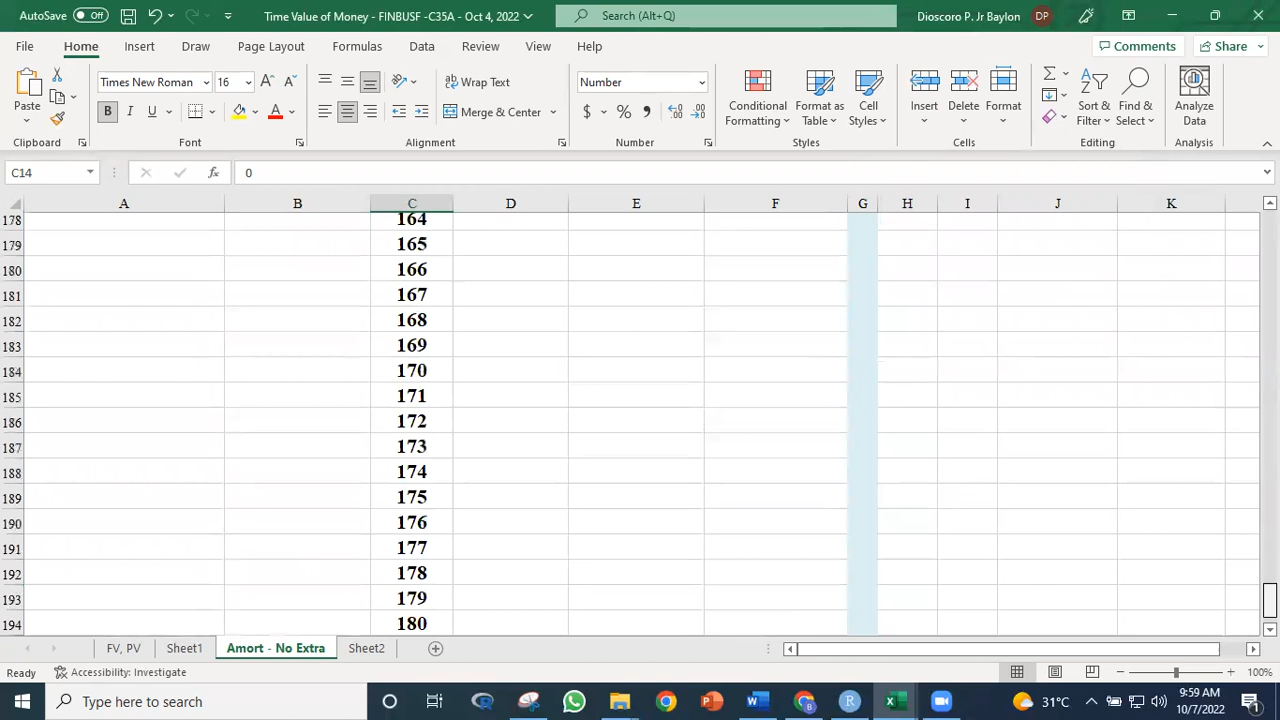 AutoSave Off Time Value of Money - FINBUSF -C35A - Oct 4, 2022 Search (Alt+Q) Dioscoro P. Jr Baylon DP
File Home Insert Draw Page Layout Formulas Data Review View Help Comments Share
Times New Roman 16 Wrap Text Number
Paste B I U A Merge & Center $ % Conditional Formatting Format as Table Cell Styles Insert Delete Format Sort & Filter Find & Select Analyze Data
Clipboard Font Alignment Number Styles Cells Editing Analysis
C14 fx 0
A B C D E F G H I J K
178 164
179 165
180 166
181 167
182 168
183 169
184 170
185 171
186 172
187 173
188 174
189 175
190 176
191 177
192 178
193 179
194 180
FV, PV Sheet1 Amort - No Extra Sheet2
Ready Accessibility: Investigate 100%
Type here to search 31°C 9:59 AM
10/7/2022 1